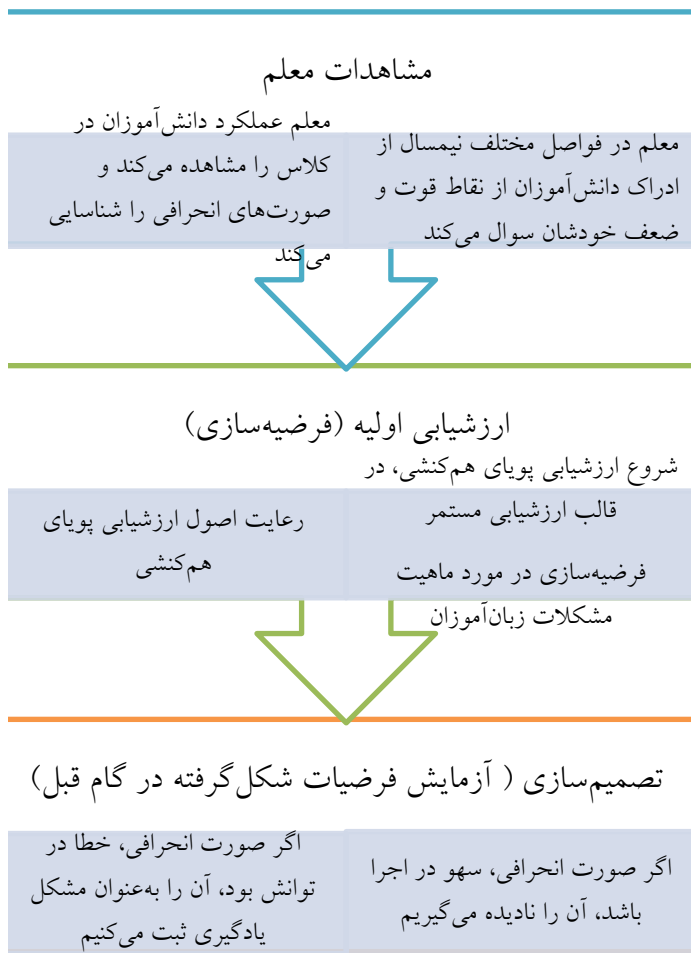 مشاهدات معلم
معلم در فواصل مختلف نیمسال از
ادراک دانش‌آموزان از نقاط قوت و
ضعف خودشان سوال می‌کند
معلم عملکرد دانش‌آموزان در
کلاس را مشاهده می‌کند و
صورت‌های انحرافی را شناسایی
می‌کند
ارزشیابی اولیه (فرضیه‌سازی)
شروع ارزشیابی پویای هم‌کنشی، در
قالب ارزشیابی مستمر
فرضیه‌سازی در مورد ماهیت
مشکلات زبان‌آموزان
رعایت اصول ارزشیابی پویای
هم‌کنشی
تصمیم‌سازی ( آزمایش فرضیات شکل‌گرفته در گام قبل)
اگر صورت انحرافی، سهو در اجرا
باشد، آن را نادیده می‌گیریم
اگر صورت انحرافی، خطا در
توانش بود، آن را به‌عنوان مشکل
یادگیری ثبت می‌کنیم